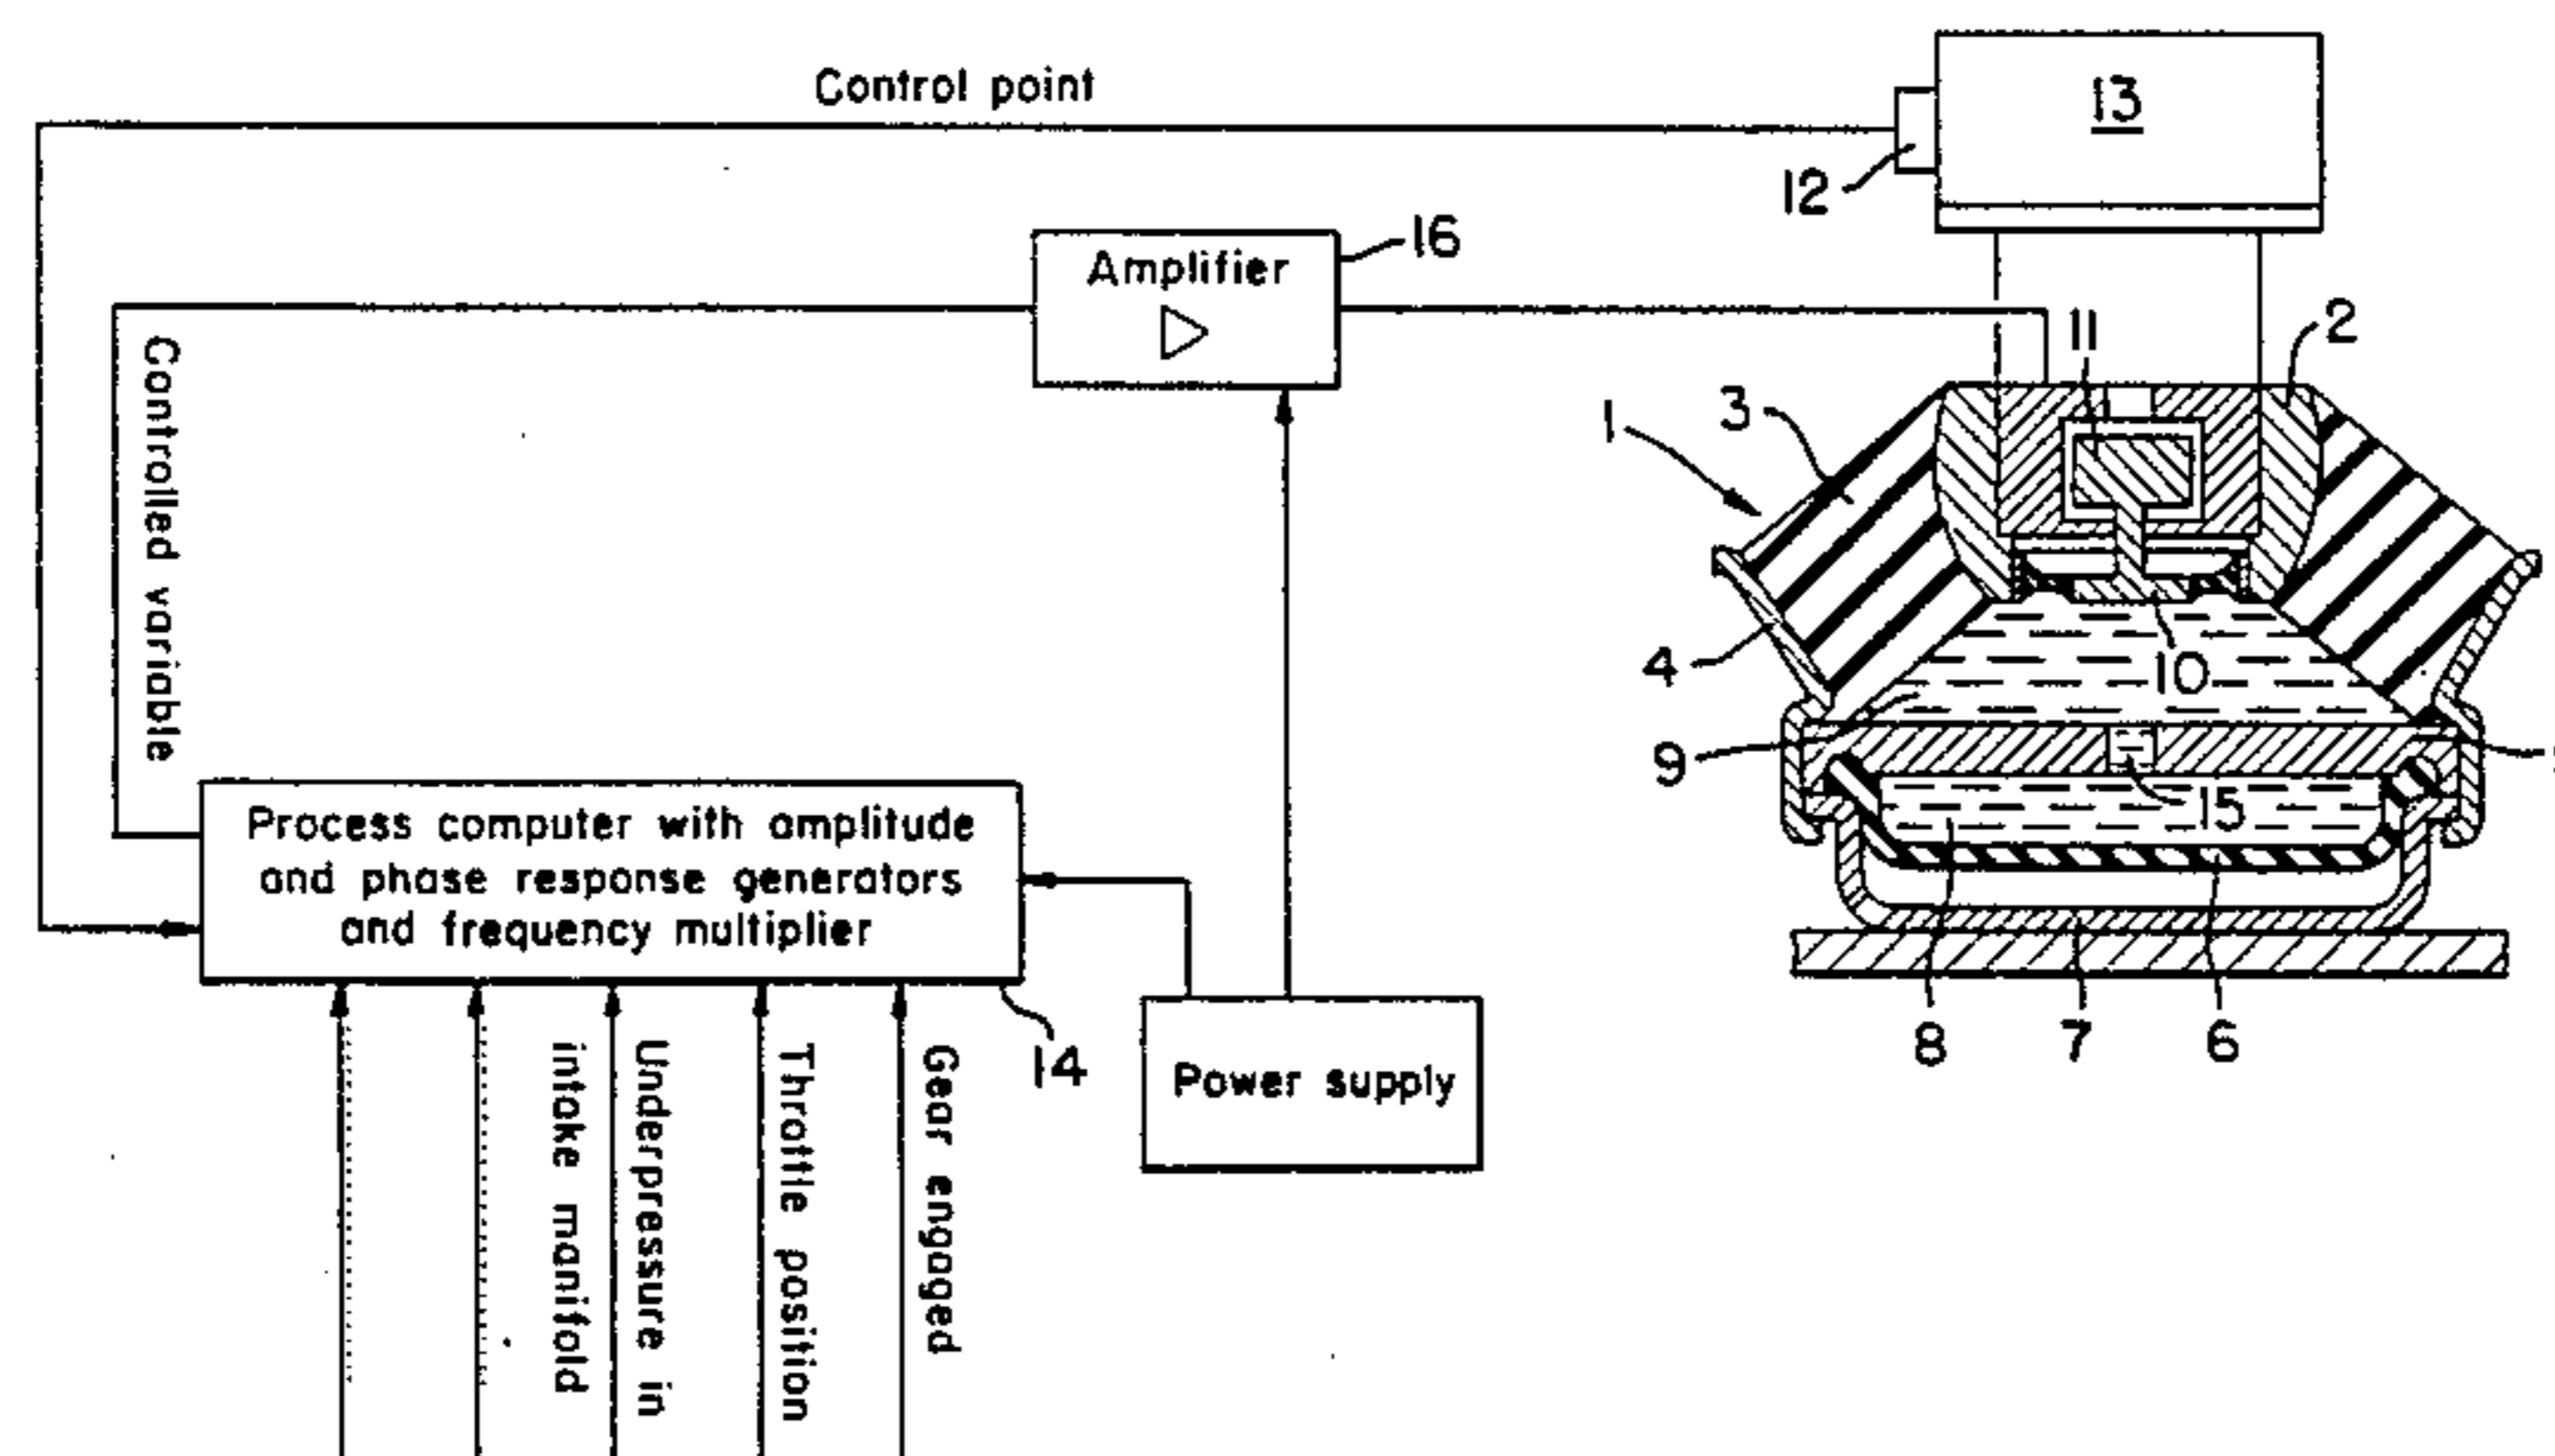 Control point
13
12
Amplifier
16
2
11
3
1
Controlled variable
4
10
9
15
Process computer with amplitude
and phase response generators
and frequency multiplier
14
8
7
6
Power supply
Underpressure in
intake manifold
Throttle position
Gear engaged